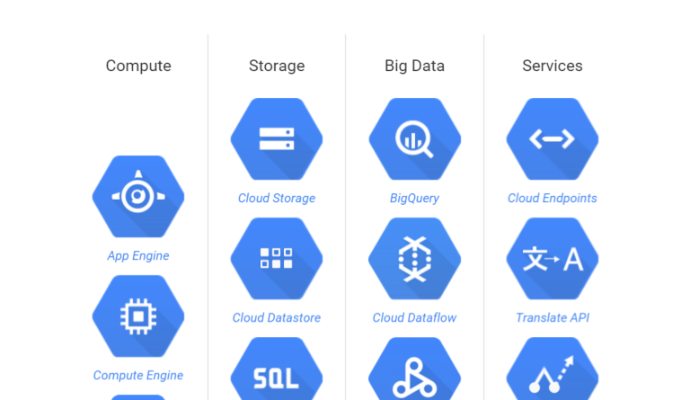 Compute
Storage
Big Data
Services
Cloud Storage
BigQuery
Cloud Endpoints
App Engine
文→A
Cloud Datastore
Cloud Dataflow
Translate API
Compute Engine
SQL